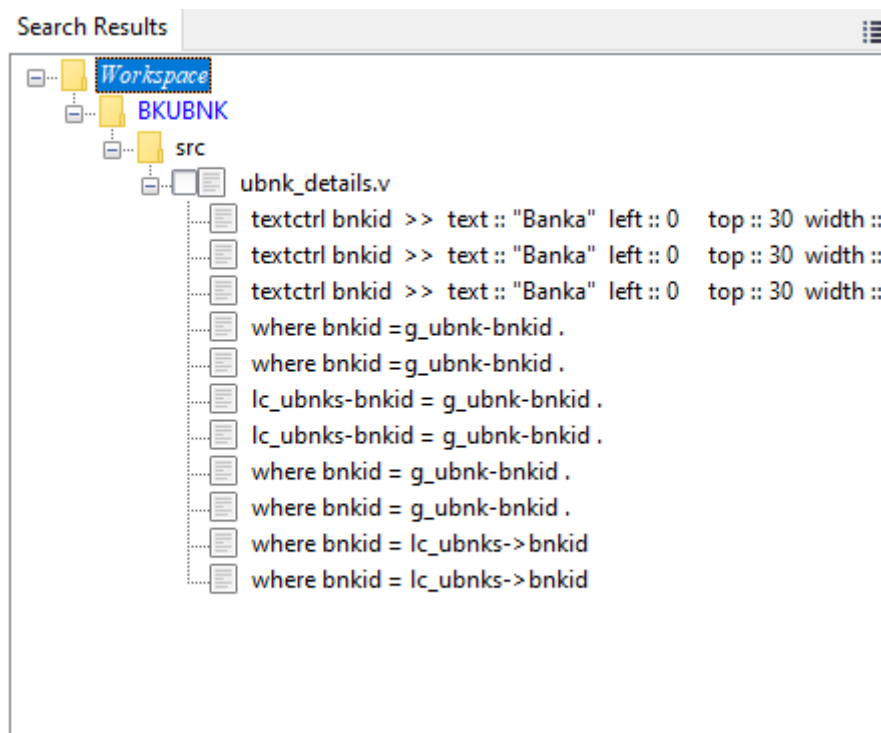 Search Results
Workspace
BKUBNK
src
ubnk_details.v
textctrl bnkid >> text :: "Banka" left :: 0 top :: 30 width ::
textctrl bnkid >> text :: "Banka" left :: 0 top :: 30 width ::
textctrl bnkid >> text :: "Banka" left :: 0 top :: 30 width ::
where bnkid =g_ubnk-bnkid .
where bnkid =g_ubnk-bnkid .
lc_ubnks-bnkid = g_ubnk-bnkid .
lc_ubnks-bnkid = g_ubnk-bnkid .
where bnkid = g_ubnk-bnkid .
where bnkid = g_ubnk-bnkid .
where bnkid = lc_ubnks->bnkid
where bnkid = lc_ubnks->bnkid